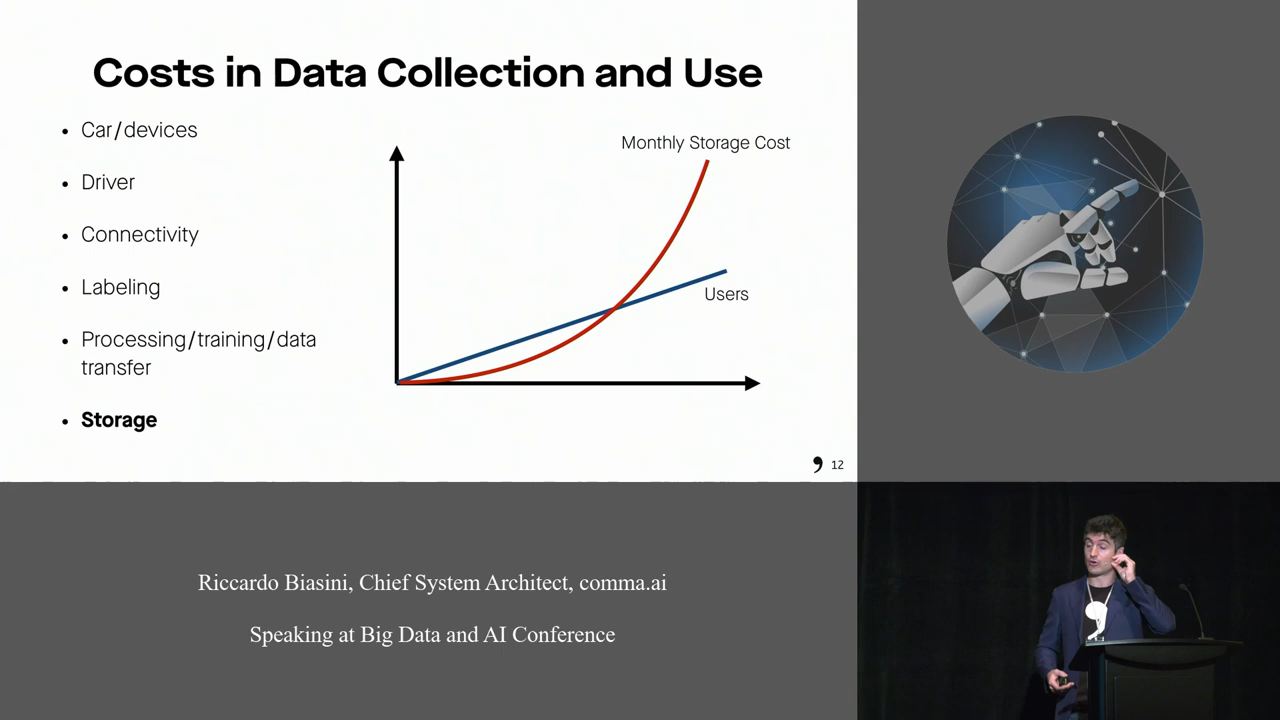 Costs in Data Collection and Use
• Car/devices
• Driver
• Connectivity
• Labeling
• Processing/training/data
transfer
• Storage
Monthly Storage Cost
Users
12
Riccardo Biasini, Chief System Architect, comma.ai
Speaking at Big Data and AI Conference